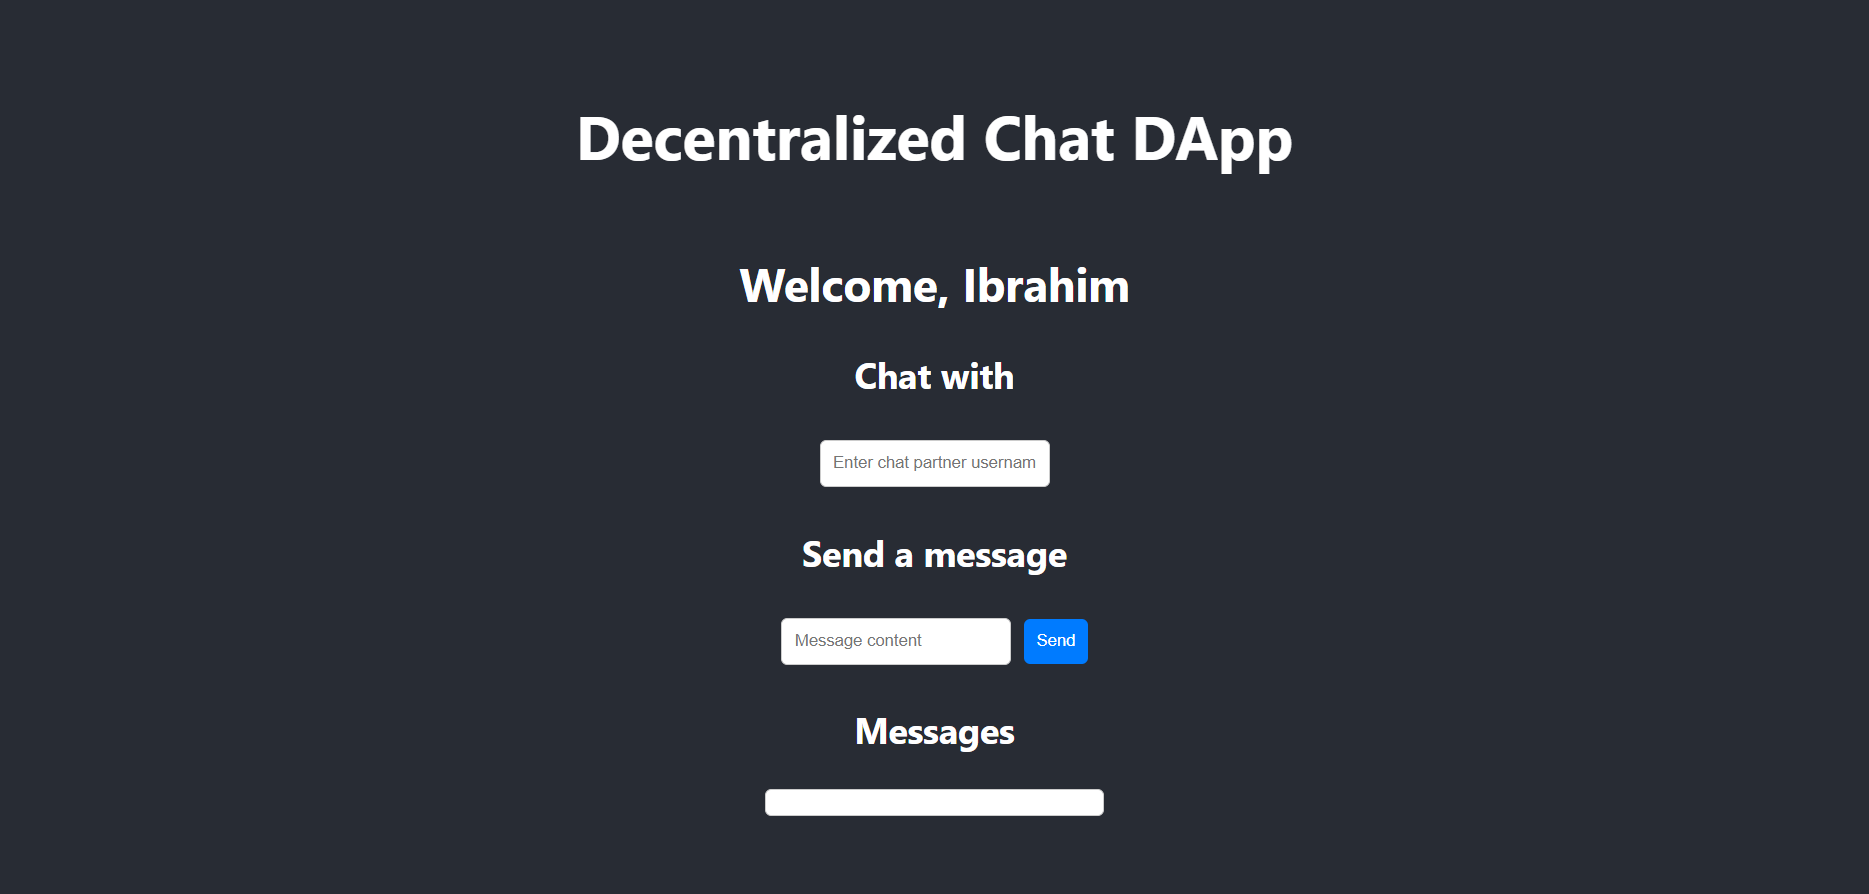 Decentralized Chat DApp
Welcome, Ibrahim
Chat with
Enter chat partner usernam
Send a message
Message content
Send
Messages